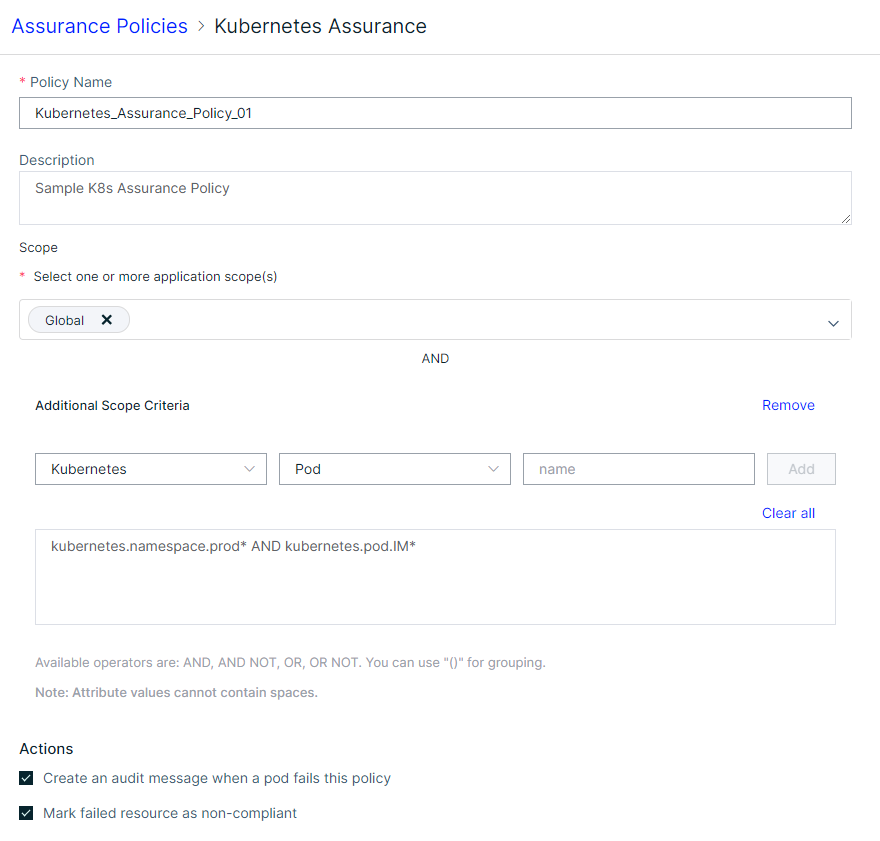 Assurance Policies > Kubernetes Assurance
* Policy Name
Kubernetes_Assurance_Policy_01
Description
Sample K8s Assurance Policy
Scope
* Select one or more application scope(s)
Global
AND
Additional Scope Criteria Remove
Kubernetes Pod name Add
Clear all
kubernetes.namespace.prod* AND kubernetes.pod.IM*
Available operators are: AND, AND NOT, OR, OR NOT. You can use "()" for grouping.
Note: Attribute values cannot contain spaces.
Actions
Create an audit message when a pod fails this policy
Mark failed resource as non-compliant